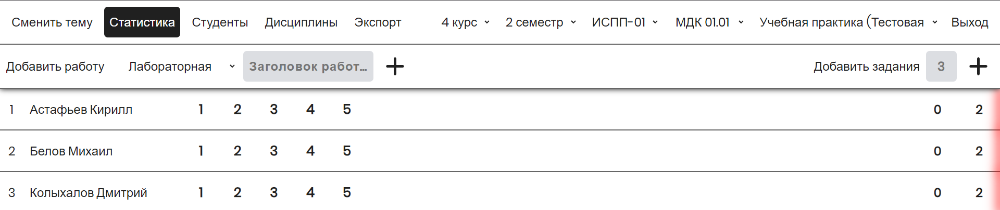 Сменить тему Статистика Студенты Дисциплины Экспорт 4 курс 2 семестр ИСПП-01 МДК 01.01 Учебная практика (Тестовая Выход
Добавить работу Лабораторная Заголовок работ... Добавить задания 3
1 Астафьев Кирилл 1 2 3 4 5 0 2
2 Белов Михаил 1 2 3 4 5 0 2
3 Колыхалов Дмитрий 1 2 3 4 5 0 2